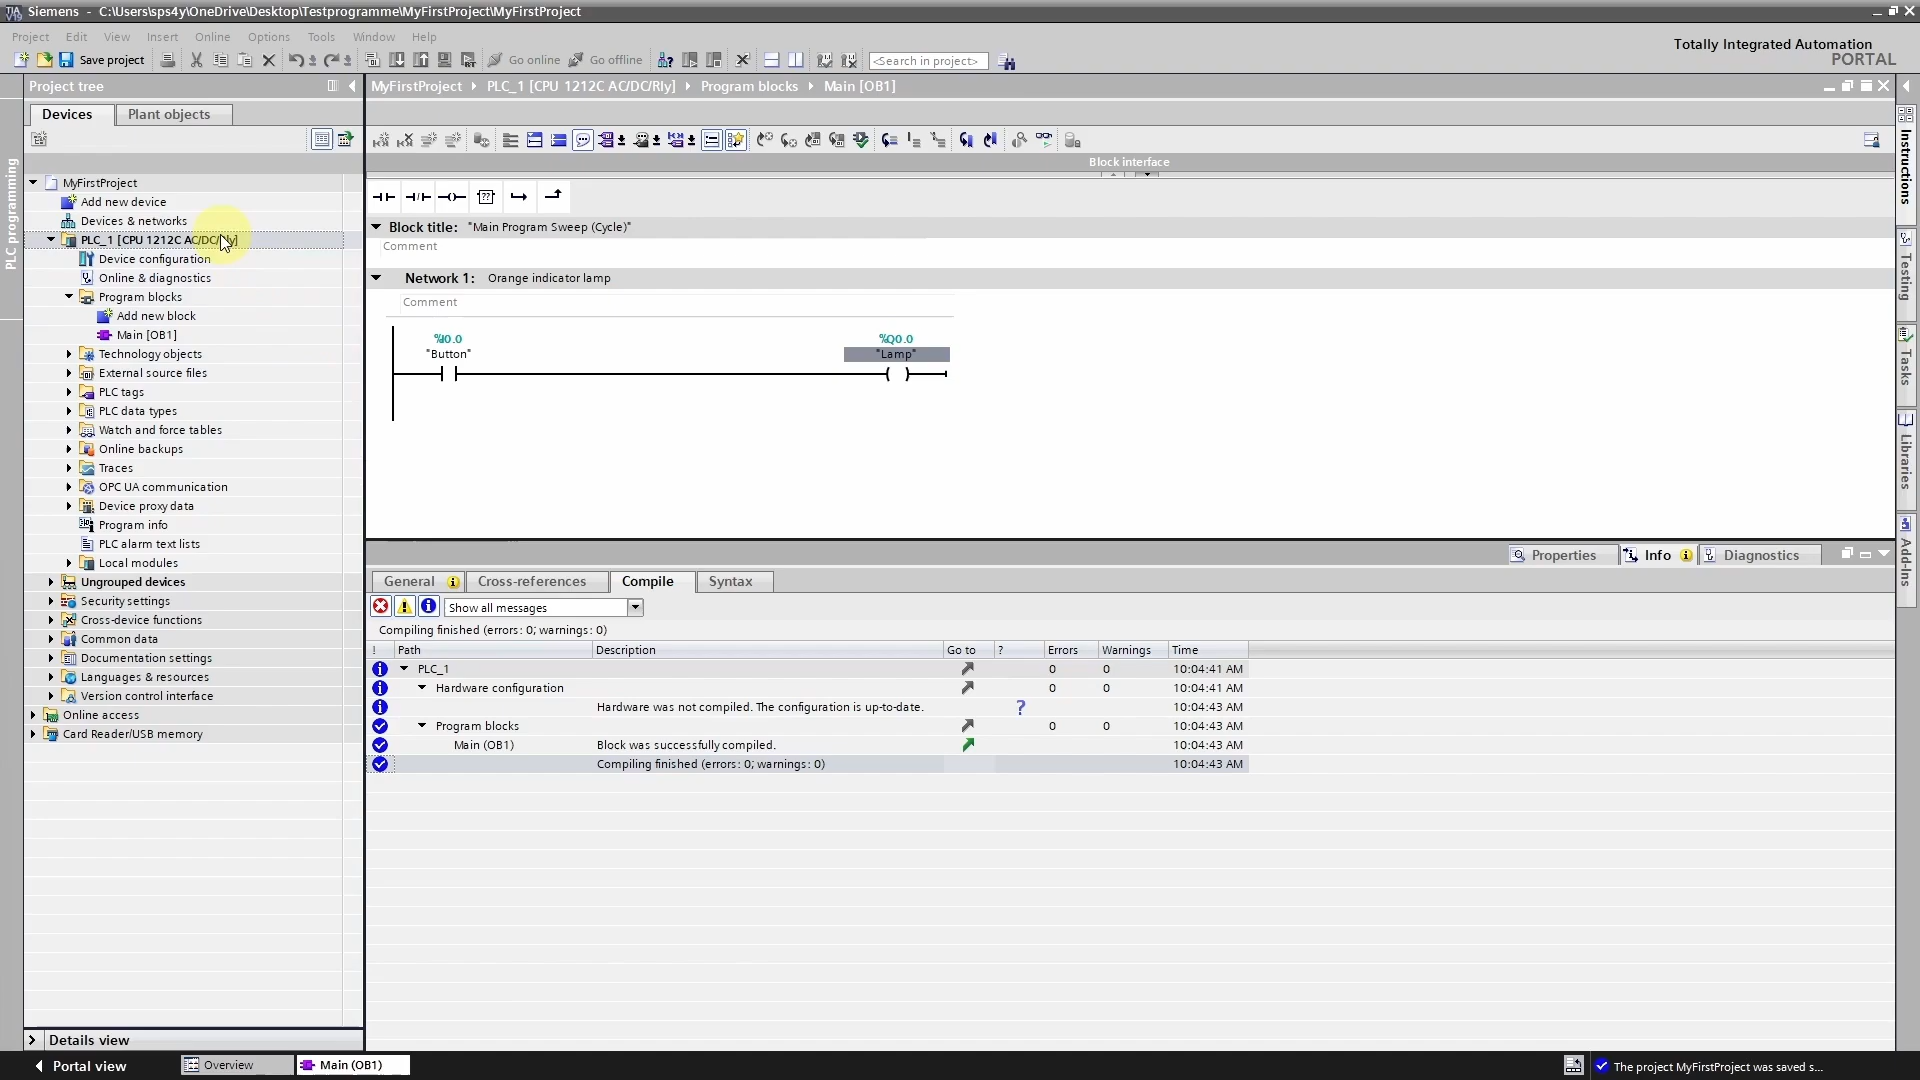 Siemens - C:\Users\sps4y\OneDrive\Desktop\Testprogramme\MyFirstProject\MyFirstProject
Project Edit View Insert Online Options Tools Window Help
Totally Integrated Automation
PORTAL
Save project
Go online
Go offline
<Search in project>
Project tree
MyFirstProject PLC_1 [CPU 1212C AC/DC/Rly] Program blocks Main [OB1]
Devices
Plant objects
PLC programming
MyFirstProject
Add new device
Devices & networks
PLC_1 [CPU 1212C AC/DC/Rly]
Device configuration
Online & diagnostics
Program blocks
Add new block
Main [OB1]
Technology objects
External source files
PLC tags
PLC data types
Watch and force tables
Online backups
Traces
OPC UA communication
Device proxy data
Program info
PLC alarm text lists
Local modules
Ungrouped devices
Security settings
Cross-device functions
Common data
Documentation settings
Languages & resources
Version control interface
Online access
Card Reader/USB memory
Details view
Block interface
??
Block title: "Main Program Sweep (Cycle)"
Comment
Network 1: Orange indicator lamp
Comment
%I0.0
"Button"
%Q0.0
"Lamp"
Properties
Info
Diagnostics
General
Cross-references
Compile
Syntax
Show all messages
Compiling finished (errors: 0; warnings: 0)
! Path Description Go to ? Errors Warnings Time
PLC_1 0 0 10:04:41 AM
Hardware configuration 0 0 10:04:41 AM
Hardware was not compiled. The configuration is up-to-date. ? 10:04:43 AM
Program blocks 0 0 10:04:43 AM
Main (OB1) Block was successfully compiled. 10:04:43 AM
Compiling finished (errors: 0; warnings: 0) 10:04:43 AM
Instructions
Testing
Tasks
Libraries
Add-Ins
Portal view
Overview
Main (OB1)
The project MyFirstProject was saved s...